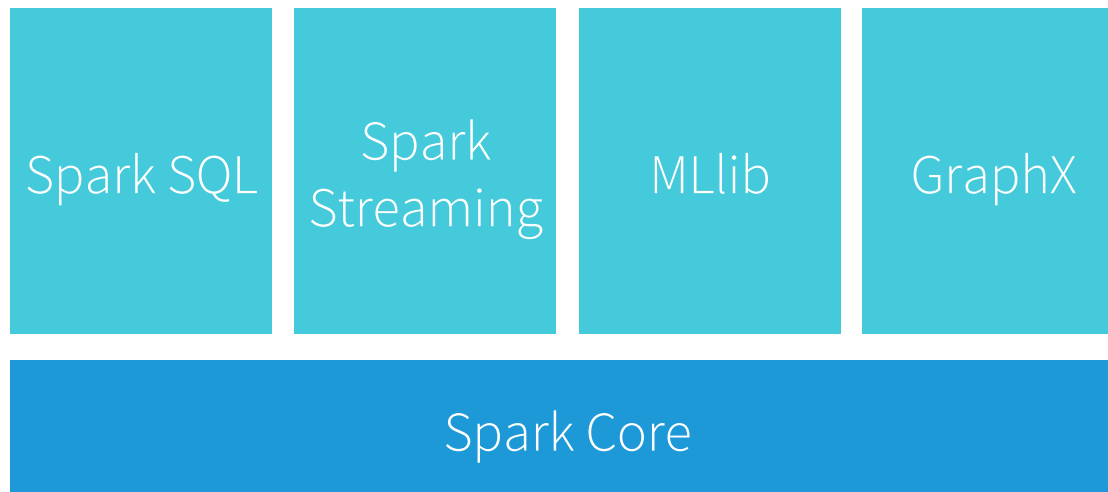 Spark SQL
Spark
Streaming
MLlib
GraphX
Spark Core